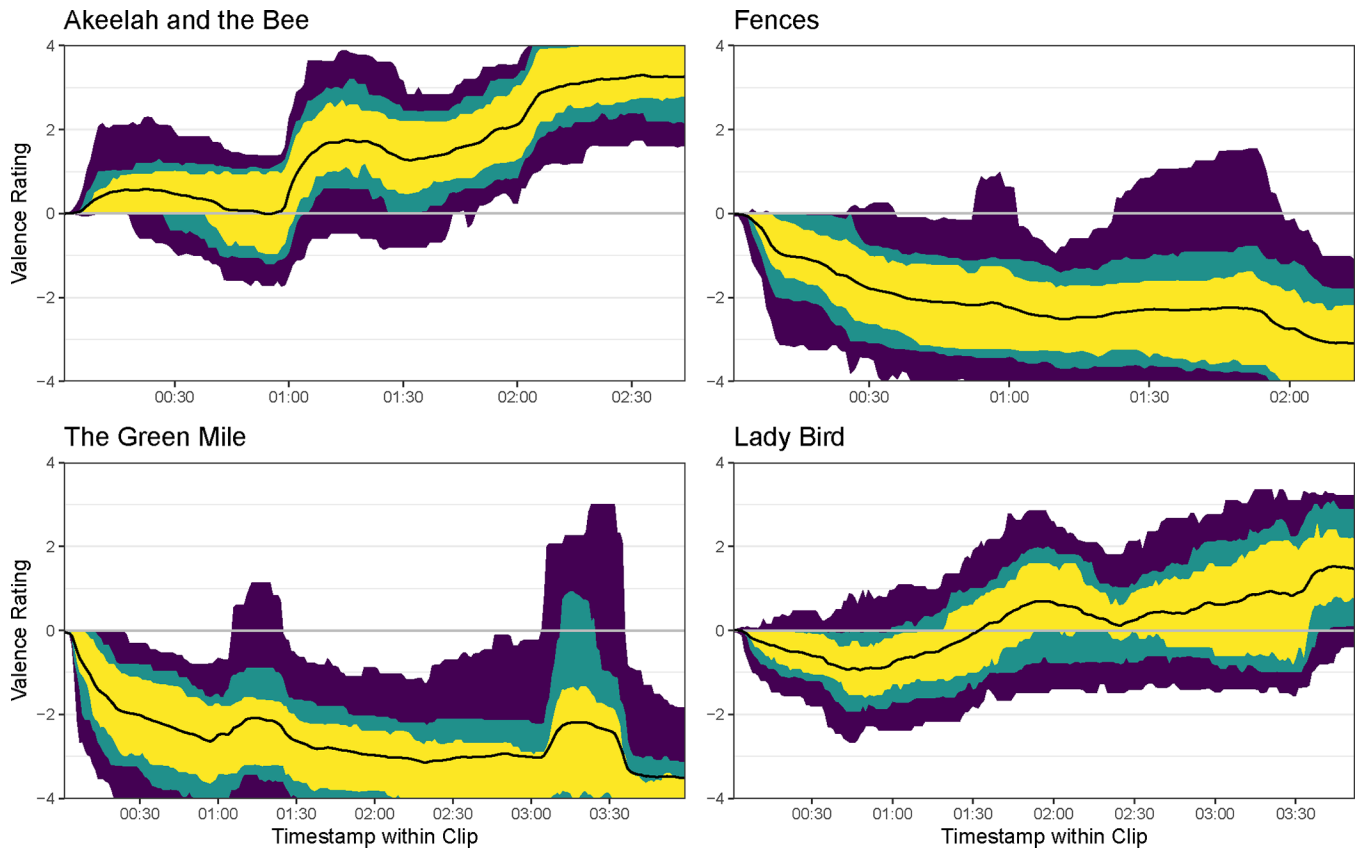 Akeelah and the Bee
Fences
Valence Rating
4
2
0
−2
−4
00:30 01:00 01:30 02:00 02:30
4
2
0
−2
−4
00:30 01:00 01:30 02:00
The Green Mile
Lady Bird
Valence Rating
4
2
0
−2
−4
00:30 01:00 01:30 02:00 02:30 03:00 03:30
Timestamp within Clip
4
2
0
−2
−4
00:30 01:00 01:30 02:00 02:30 03:00 03:30
Timestamp within Clip